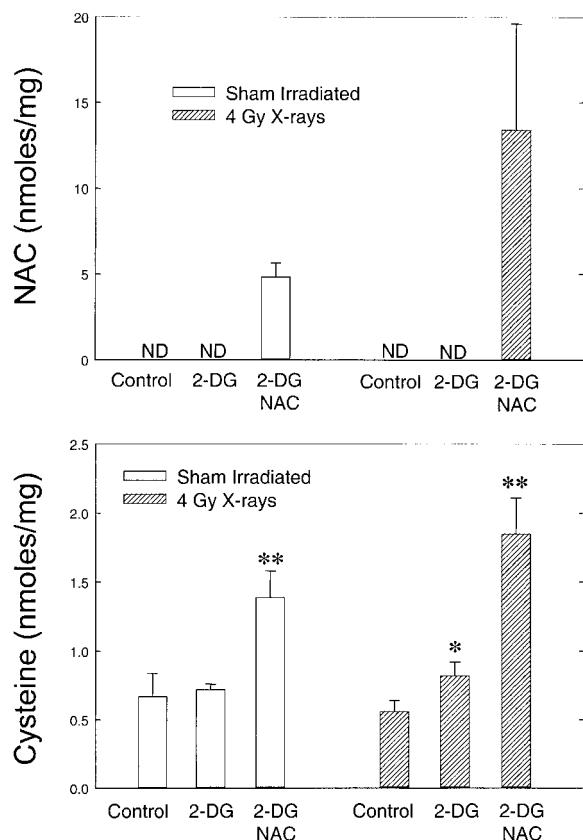 20
15
10
5
0
NAC (nmoles/mg)
Sham Irradiated
4 Gy X-rays
ND ND ND ND
Control 2-DG 2-DG Control 2-DG 2-DG
NAC NAC
2.5
2.0
1.5
1.0
0.5
0.0
Cysteine (nmoles/mg)
Sham Irradiated
4 Gy X-rays
** * **
Control 2-DG 2-DG Control 2-DG 2-DG
NAC NAC